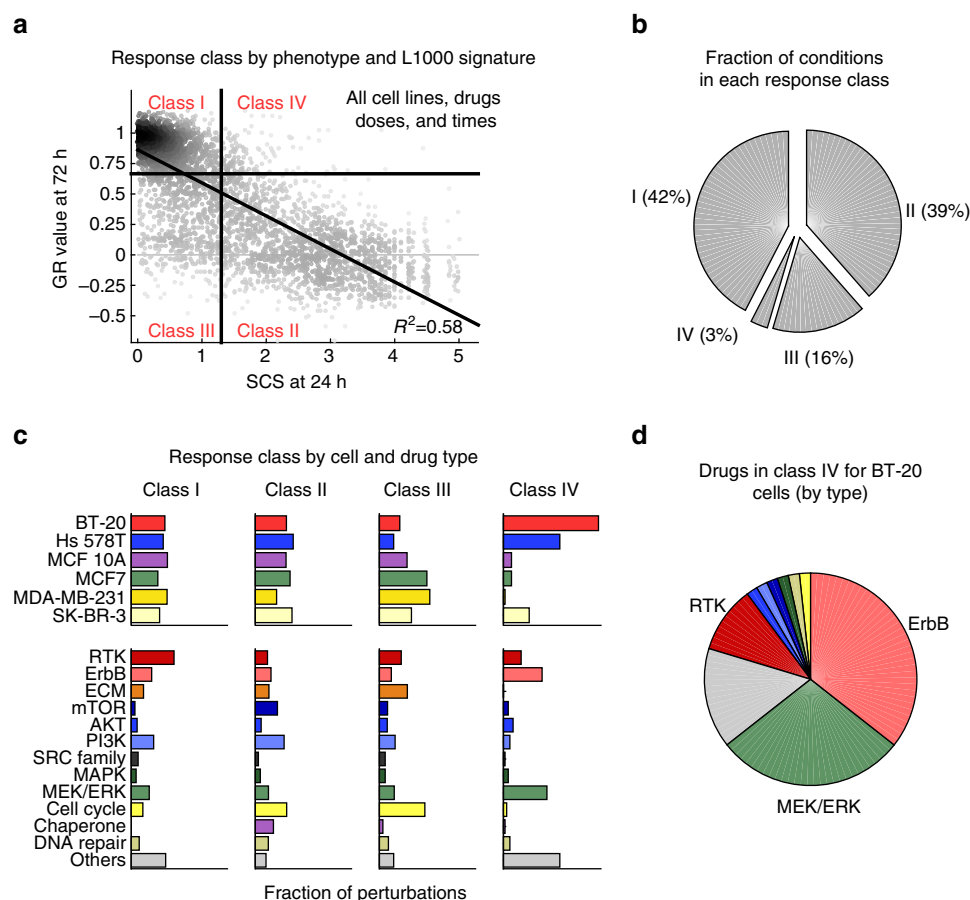 a
Response class by phenotype and L1000 signature
Class I
Class IV
All cell lines, drugs
doses, and times
GR value at 72 h
1
0.75
0.5
0.25
0
−0.25
−0.5
Class III
Class II
R²=0.58
0 1 2 3 4 5
SCS at 24 h
b
Fraction of conditions
in each response class
I (42%)
II (39%)
IV (3%)
III (16%)
c
Response class by cell and drug type
Class I Class II Class III Class IV
BT-20
Hs 578T
MCF 10A
MCF7
MDA-MB-231
SK-BR-3
RTK
ErbB
ECM
mTOR
AKT
PI3K
SRC family
MAPK
MEK/ERK
Cell cycle
Chaperone
DNA repair
Others
Fraction of perturbations
d
Drugs in class IV for BT-20
cells (by type)
RTK
ErbB
MEK/ERK